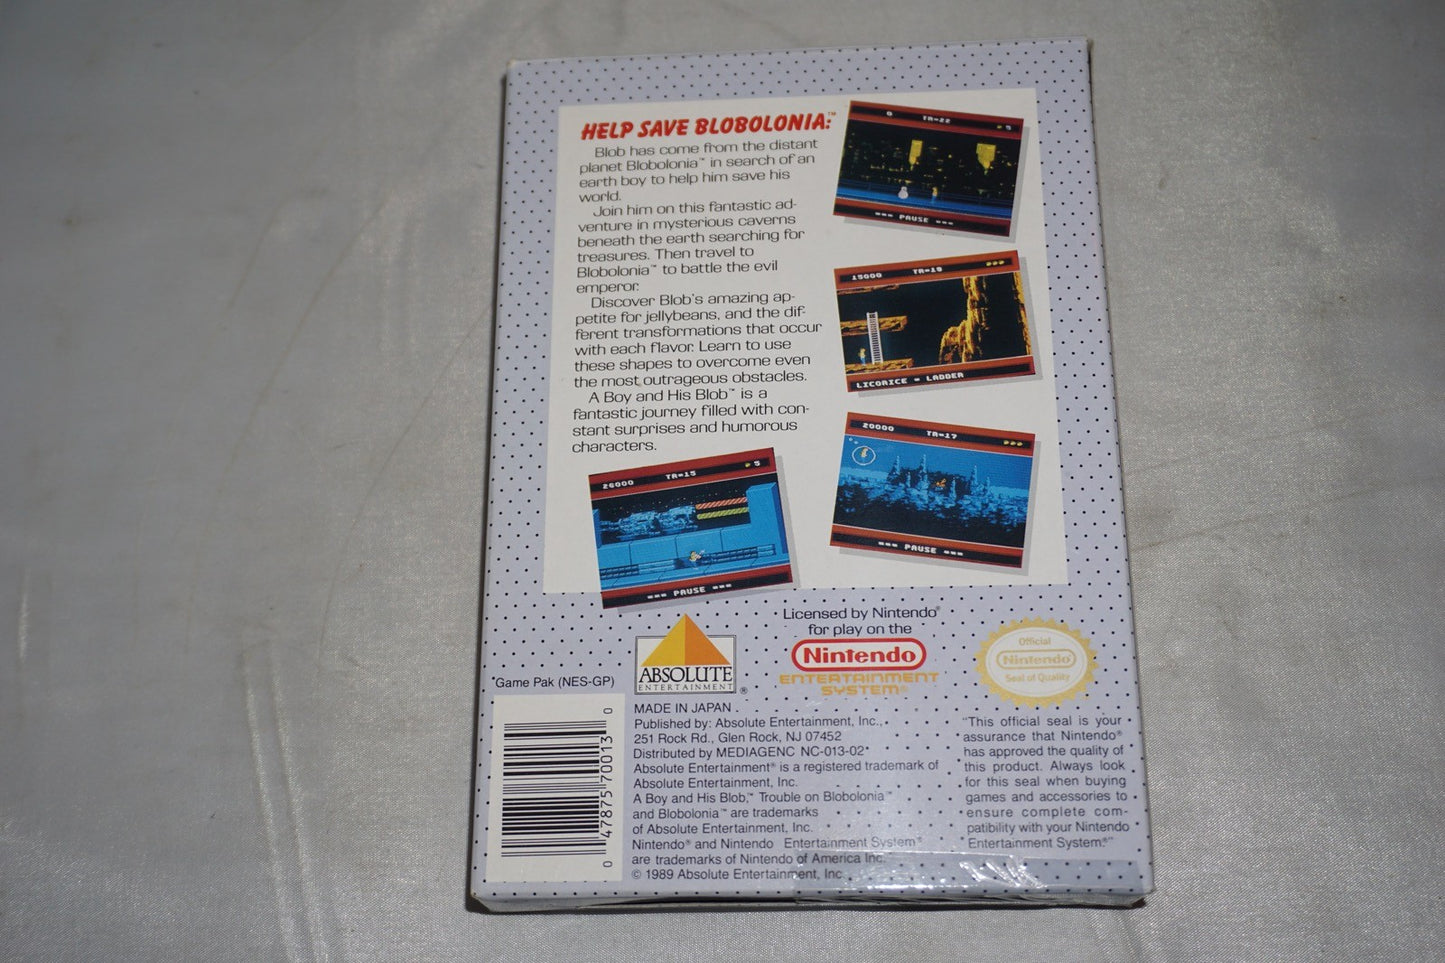 HELP SAVE BLOBOLONIA:™
Blob has come from the distant
planet Blobolonia™ in search of an
earth boy to help him save his
world.
Join him on this fantastic ad-
venture in mysterious caverns
beneath the earth searching for
treasures. Then travel to
Blobolonia™ to battle the evil
emperor.
Discover Blob's amazing ap-
petite for jellybeans, and the dif-
ferent transformations that occur
with each flavor. Learn to use
these shapes to overcome even
the most outrageous obstacles.
A Boy and His Blob™ is a
fantastic journey filled with con-
stant surprises and humorous
characters.
0 TR=22 5
=== PAUSE ===
15000 TR=19
LICORICE = LADDER
20000 TR=17
=== PAUSE ===
26000 TR=15 5
=== PAUSE ===
Game Pak (NES-GP)
0 47875 70013 0
ABSOLUTE
ENTERTAINMENT®
Licensed by Nintendo®
for play on the
Nintendo
ENTERTAINMENT
SYSTEM®
Official
Nintendo
Seal of Quality
MADE IN JAPAN
Published by: Absolute Entertainment, Inc.,
251 Rock Rd., Glen Rock, NJ 07452
Distributed by MEDIAGENC NC-013-02
Absolute Entertainment® is a registered trademark of
Absolute Entertainment, Inc.
A Boy and His Blob,™ Trouble on Blobolonia™
and Blobolonia™ are trademarks
of Absolute Entertainment, Inc.
Nintendo® and Nintendo Entertainment System®
are trademarks of Nintendo of America Inc.
© 1989 Absolute Entertainment, Inc
"This official seal is your
assurance that Nintendo®
has approved the quality of
this product. Always look
for this seal when buying
games and accessories to
ensure complete com-
patibility with your Nintendo
Entertainment System®."